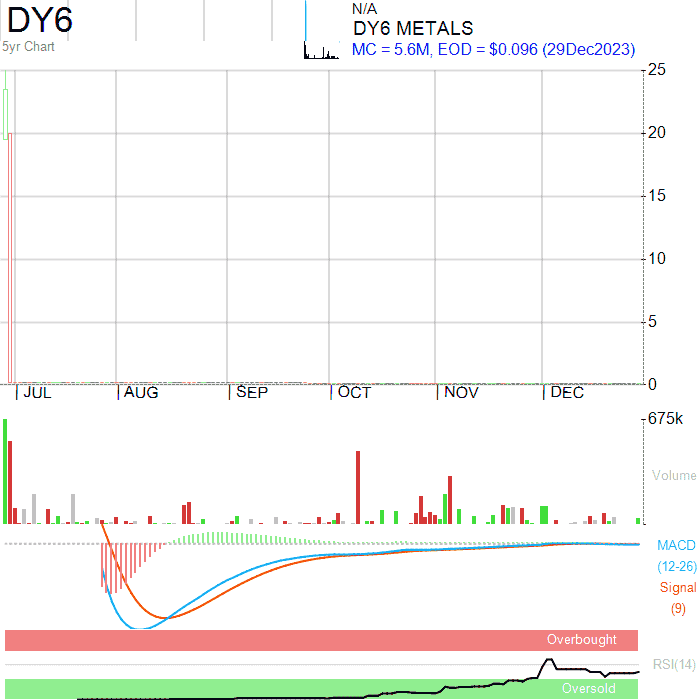 DY6
5yr Chart
N/A
DY6 METALS
MC = 5.6M, EOD = $0.096 (29Dec2023)
25
20
15
10
5
0
JUL AUG SEP OCT NOV DEC
675k
Volume
MACD
(12-26)
Signal
(9)
Overbought
RSI(14)
Oversold